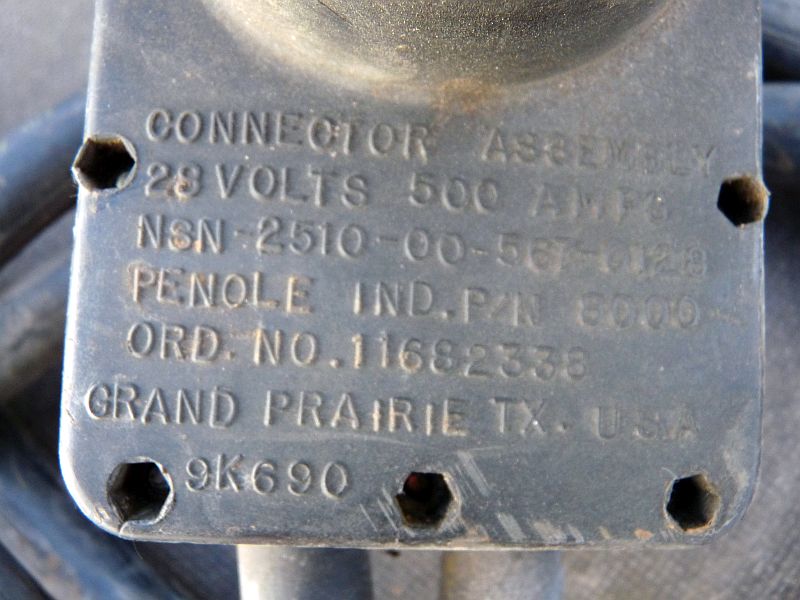 CONNECTOR ASSEMBLY
28 VOLTS 500 AMPS
NSN-2510-00-567-0128
PENOLE IND. P/N 8000-
ORD. NO. 11682338
GRAND PRAIRIE TX. USA
9K690